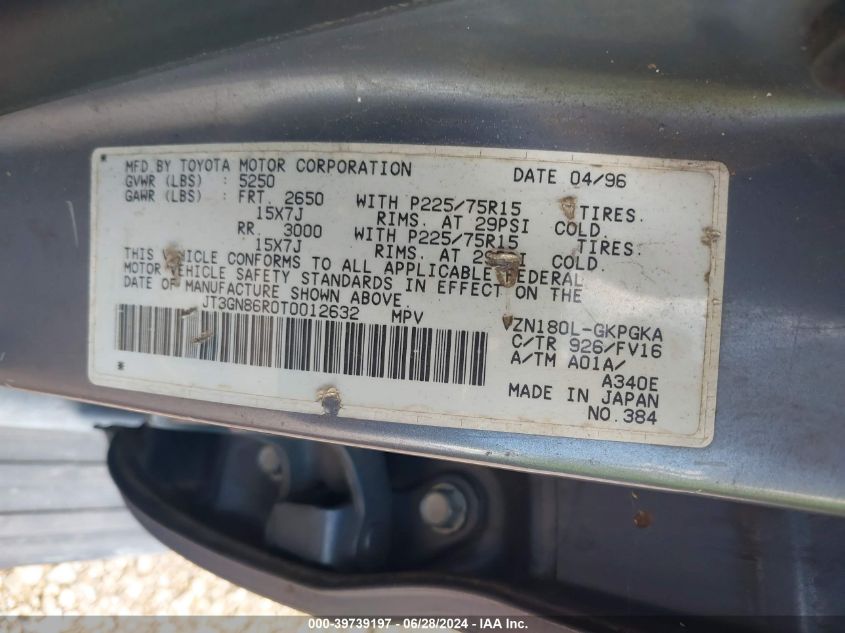 MFD BY TOYOTA MOTOR CORPORATION DATE 04/96
GVWR (LBS) : 5250
GAWR (LBS) : FRT. 2650 WITH P225/75R15 TIRES.
15X7J RIMS. AT 29PSI COLD.
RR. 3000 WITH P225/75R15 TIRES.
15X7J RIMS. AT 29PSI COLD.
THIS VEHICLE CONFORMS TO ALL APPLICABLE FEDERAL
MOTOR VEHICLE SAFETY STANDARDS IN EFFECT ON THE
DATE OF MANUFACTURE SHOWN ABOVE.
JT3GN86R0T0012632 MPV
VZN180L-GKPGKA
C/TR 926/FV16
A/TM A01A/
A340E
MADE IN JAPAN
NO.384
000-39739197 - 06/28/2024 - IAA Inc.